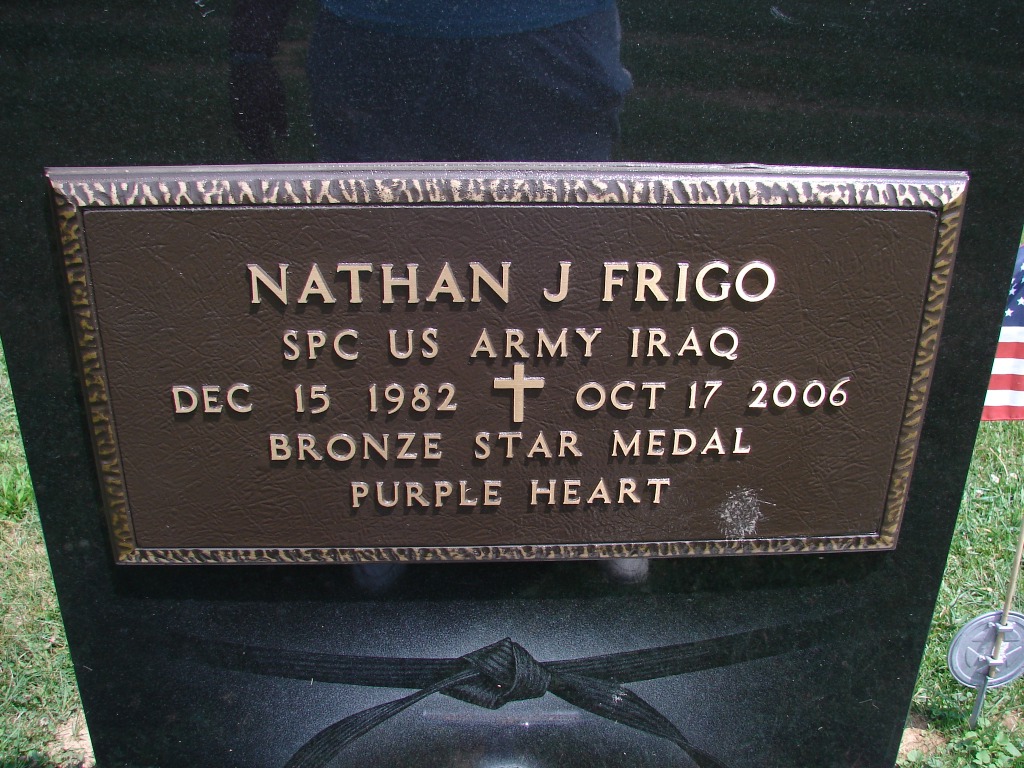 NATHAN J FRIGO
SPC US ARMY IRAQ
DEC 15 1982 OCT 17 2006
BRONZE STAR MEDAL
PURPLE HEART